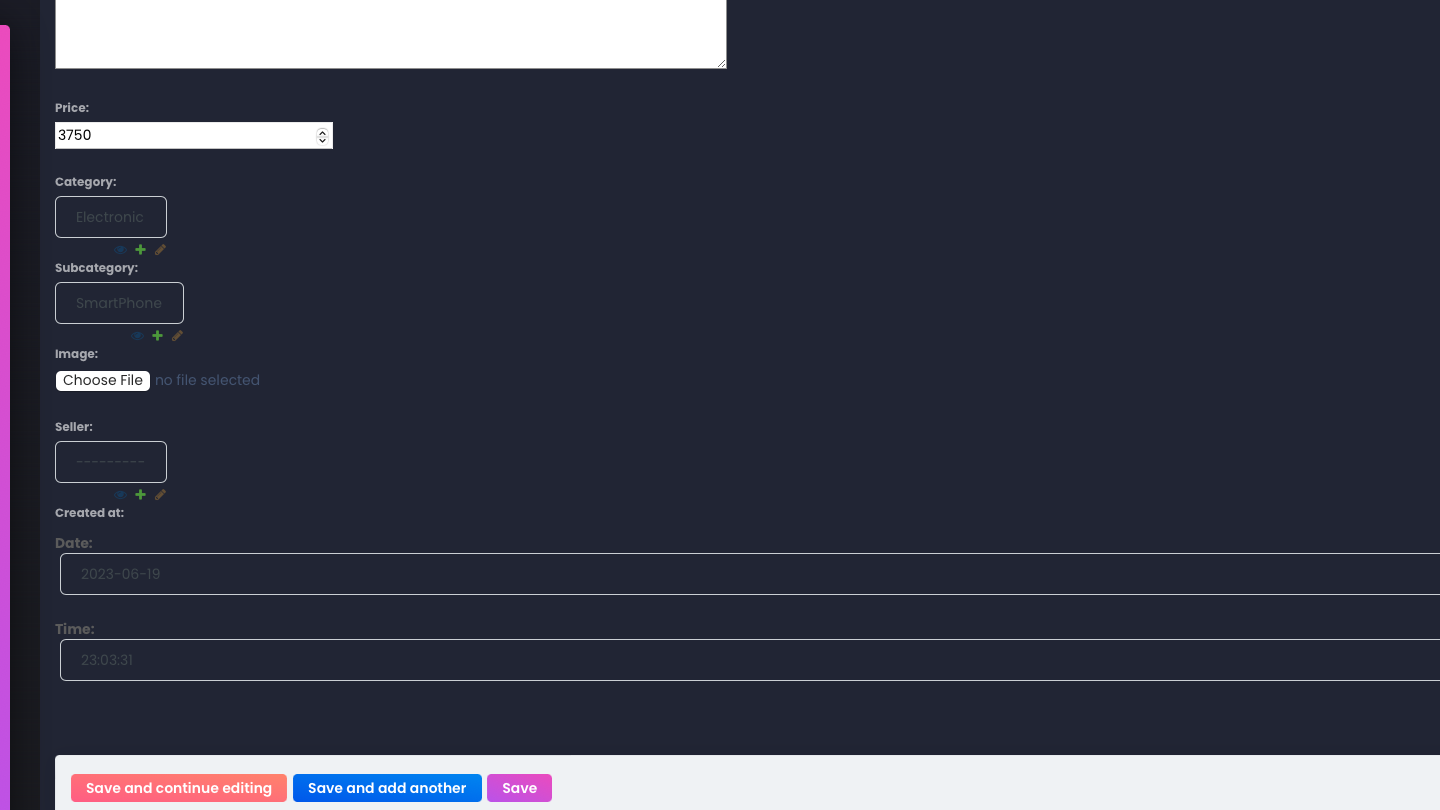 Price:
3750
Category:
Electronic
Subcategory:
SmartPhone
Image:
Choose File no file selected
Seller:
---------
Created at:
Date:
2023-06-19
Time:
23:03:31
Save and continue editing Save and add another Save